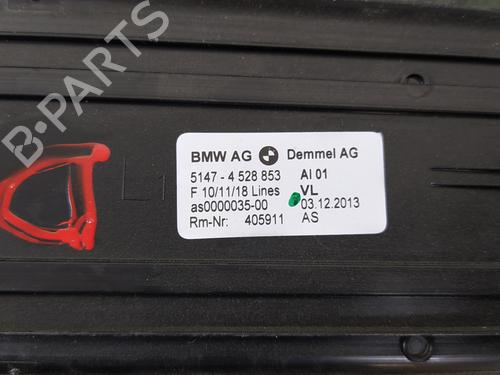 B-PARTS
BMW AG Demmel AG
5147 - 4 528 853 AI 01
F 10/11/18 Lines VL
as0000035-00 03.12.2013
Rm-Nr: 405911 AS
D